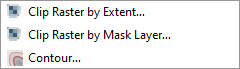 Clip Raster by Extent...
Clip Raster by Mask Layer...
Contour...